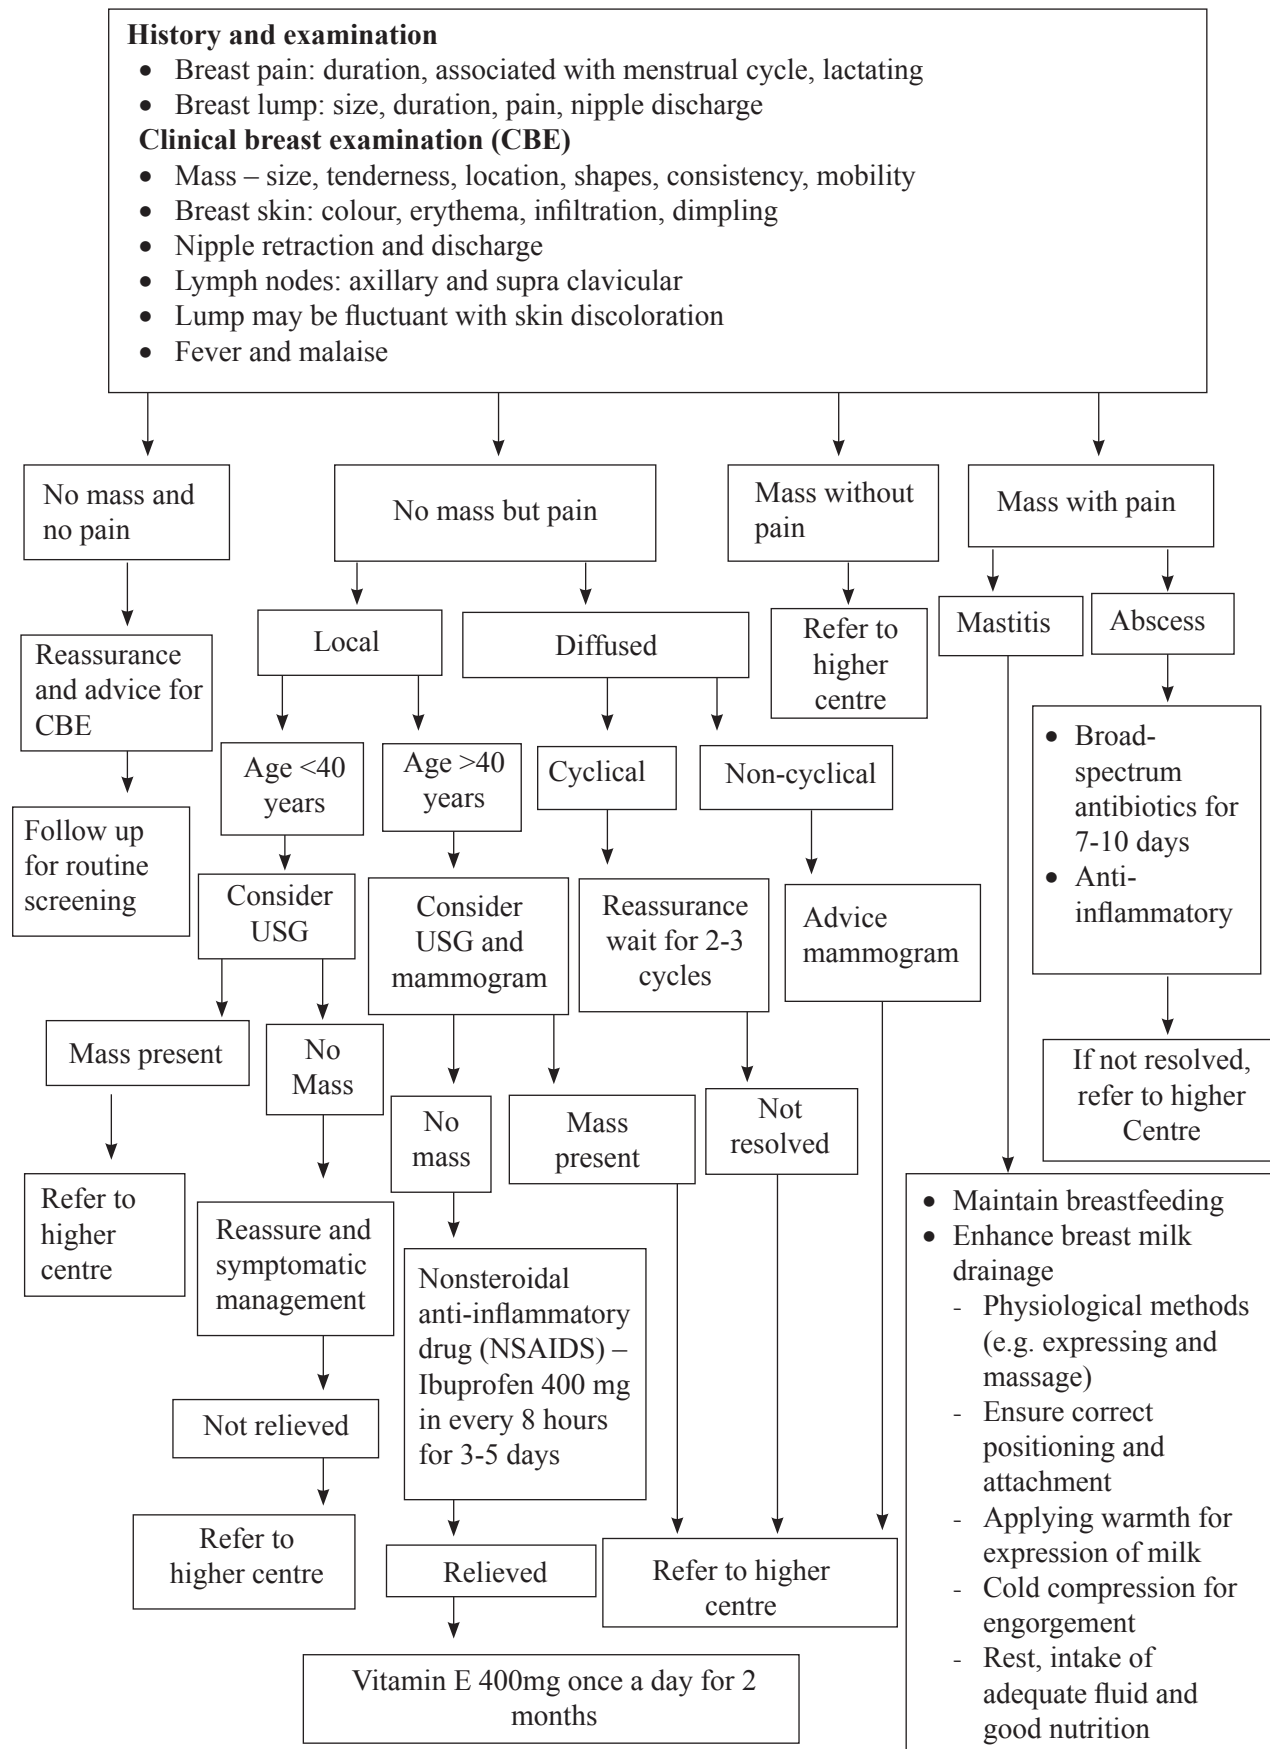 History and examination
• Breast pain: duration, associated with menstrual cycle, lactating
• Breast lump: size, duration, pain, nipple discharge
Clinical breast examination (CBE)
• Mass – size, tenderness, location, shapes, consistency, mobility
• Breast skin: colour, erythema, infiltration, dimpling
• Nipple retraction and discharge
• Lymph nodes: axillary and supra clavicular
• Lump may be fluctuant with skin discoloration
• Fever and malaise
No mass and
no pain
No mass but pain
Mass without
pain
Mass with pain
Reassurance
and advice for
CBE
Follow up
for routine
screening
Local
Diffused
Refer to
higher
centre
Mastitis
Abscess
Age <40
years
Age >40
years
Cyclical
Non-cyclical
Consider
USG
Consider
USG and
mammogram
Reassurance
wait for 2-3
cycles
Advice
mammogram
• Broad-
spectrum
antibiotics for
7-10 days
• Anti-
inflammatory
Mass present
No
Mass
No
mass
Mass
present
Not
resolved
If not resolved,
refer to higher
Centre
Refer to
higher
centre
Reassure and
symptomatic
management
Nonsteroidal
anti-inflammatory
drug (NSAIDS) –
Ibuprofen 400 mg
in every 8 hours
for 3-5 days
Not relieved
Refer to
higher centre
Relieved
Refer to higher
centre
Vitamin E 400mg once a day for 2
months
• Maintain breastfeeding
• Enhance breast milk
drainage
- Physiological methods
(e.g. expressing and
massage)
- Ensure correct
positioning and
attachment
- Applying warmth for
expression of milk
- Cold compression for
engorgement
- Rest, intake of
adequate fluid and
good nutrition